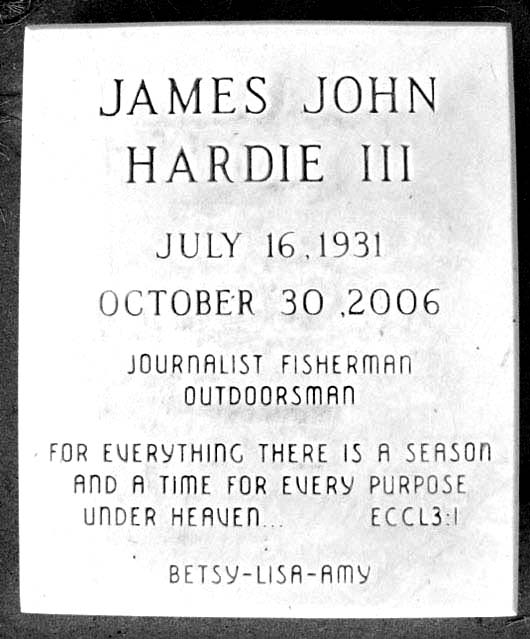 JAMES JOHN
HARDIE III
JULY 16,1931
OCTOBER 30,2006
JOURNALIST FISHERMAN
OUTDOORSMAN
FOR EVERYTHING THERE IS A SEASON
AND A TIME FOR EVERY PURPOSE
UNDER HEAVEN... ECCL3:1
BETSY-LISA-AMY